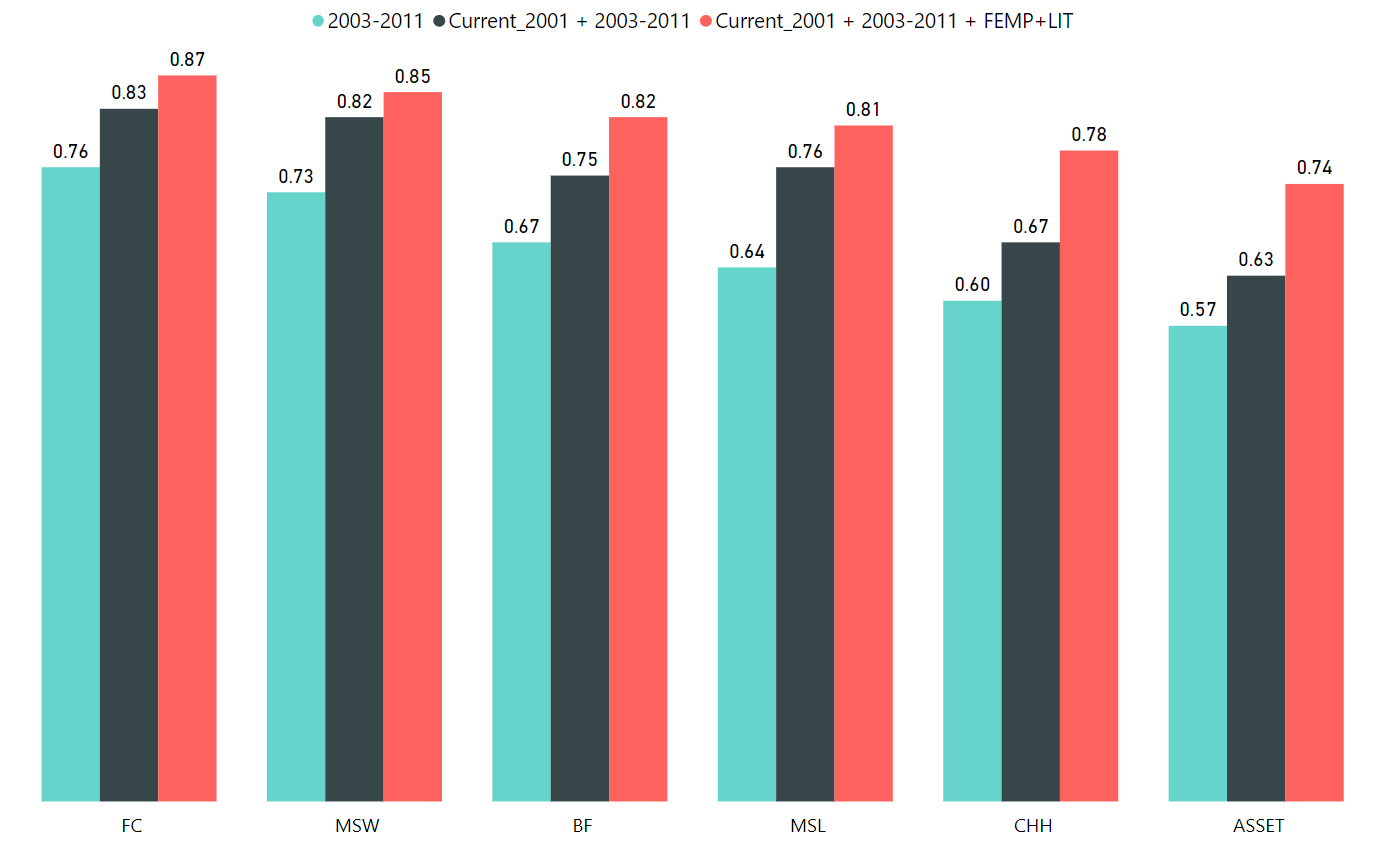 2003-2011 Current_2001 + 2003-2011 Current_2001 + 2003-2011 + FEMP+LIT
0.76 0.83 0.87 0.73 0.82 0.85 0.67 0.75 0.82 0.64 0.76 0.81 0.60 0.67 0.78 0.57 0.63 0.74
FC MSW BF MSL CHH ASSET